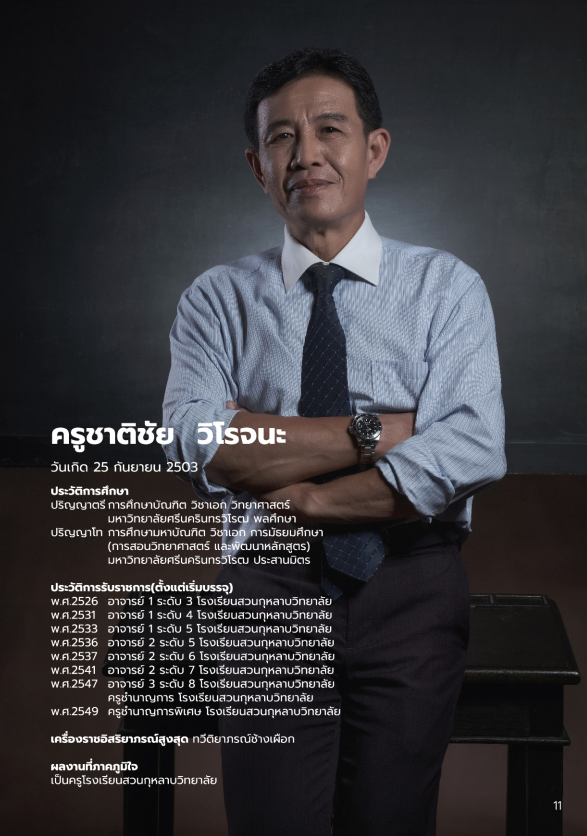 ครูชาติชัย วิโรจนะ
วันเกิด 25 กันยายน 2503
ประวัติการศึกษา
ปริญญาตรี การศึกษาบัณฑิต วิชาเอก วิทยาศาสตร์
มหาวิทยาลัยศรีนครินทรวิโรฒ พลศึกษา
ปริญญาโท การศึกษามหาบัณฑิต วิชาเอก การมัธยมศึกษา
(การสอนวิทยาศาสตร์ และพัฒนาหลักสูตร)
มหาวิทยาลัยศรีนครินทรวิโรฒ ประสานมิตร
ประวัติการรับราชการ(ตั้งแต่เริ่มบรรจุ)
พ.ศ.2526 อาจารย์ 1 ระดับ 3 โรงเรียนสวนกุหลาบวิทยาลัย
พ.ศ.2531 อาจารย์ 1 ระดับ 4 โรงเรียนสวนกุหลาบวิทยาลัย
พ.ศ.2533 อาจารย์ 1 ระดับ 5 โรงเรียนสวนกุหลาบวิทยาลัย
พ.ศ.2536 อาจารย์ 2 ระดับ 5 โรงเรียนสวนกุหลาบวิทยาลัย
พ.ศ.2537 อาจารย์ 2 ระดับ 6 โรงเรียนสวนกุหลาบวิทยาลัย
พ.ศ.2541 อาจารย์ 2 ระดับ 7 โรงเรียนสวนกุหลาบวิทยาลัย
พ.ศ.2547 อาจารย์ 3 ระดับ 8 โรงเรียนสวนกุหลาบวิทยาลัย
ครูชำนาญการ โรงเรียนสวนกุหลาบวิทยาลัย
พ.ศ.2549 ครูชำนาญการพิเศษ โรงเรียนสวนกุหลาบวิทยาลัย
เครื่องราชอิสริยาภรณ์สูงสุด ทวีติยาภรณ์ช้างเผือก
ผลงานที่ภาคภูมิใจ
เป็นครูโรงเรียนสวนกุหลาบวิทยาลัย
11